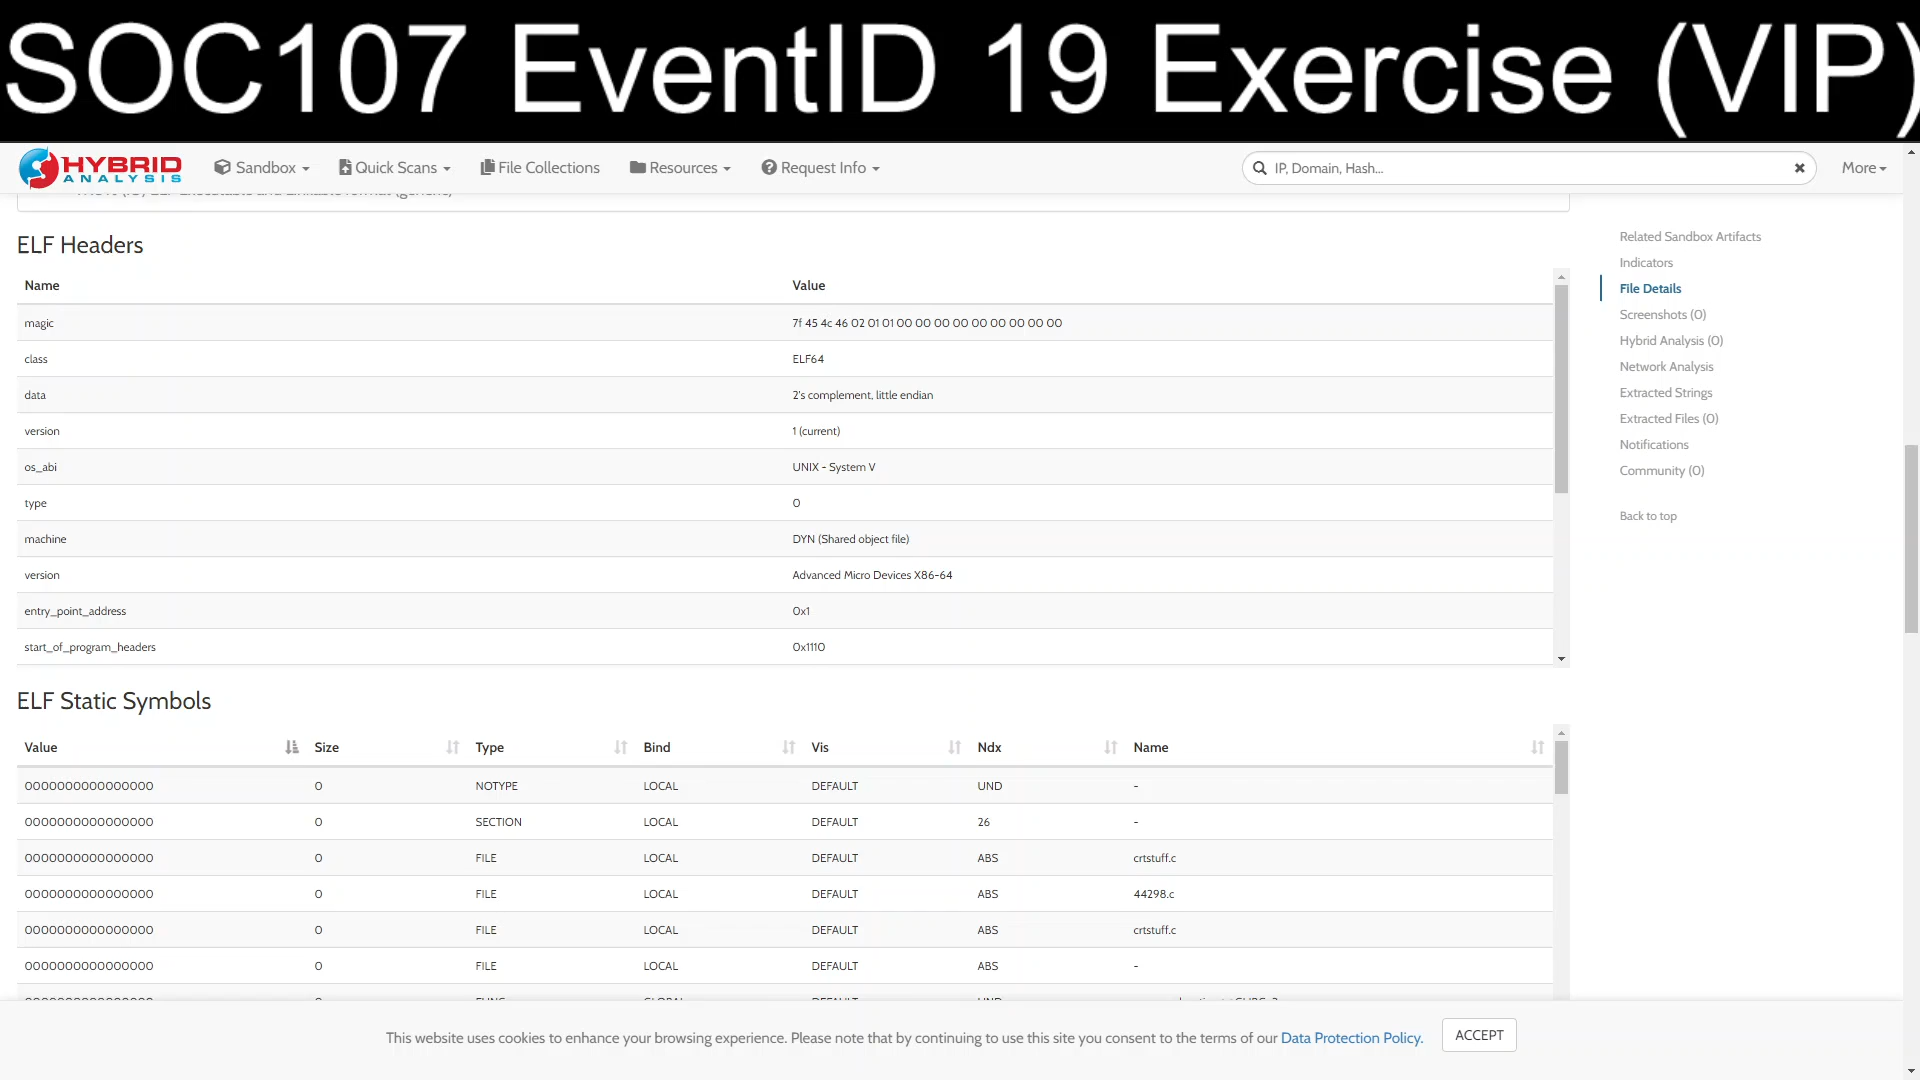 SOC107 EventID 19 Exercise (VIP)
HYBRID ANALYSIS Sandbox Quick Scans File Collections Resources Request Info IP, Domain, Hash... More
ELF Headers
Name Value
magic 7f 45 4c 46 02 01 01 00 00 00 00 00 00 00 00 00
class ELF64
data 2's complement, little endian
version 1 (current)
os_abi UNIX - System V
type 0
machine DYN (Shared object file)
version Advanced Micro Devices X86-64
entry_point_address 0x1
start_of_program_headers 0x1110
Related Sandbox Artifacts
Indicators
File Details
Screenshots (0)
Hybrid Analysis (0)
Network Analysis
Extracted Strings
Extracted Files (0)
Notifications
Community (0)
Back to top
ELF Static Symbols
Value Size Type Bind Vis Ndx Name
0000000000000000 0 NOTYPE LOCAL DEFAULT UND -
0000000000000000 0 SECTION LOCAL DEFAULT 26 -
0000000000000000 0 FILE LOCAL DEFAULT ABS crtstuff.c
0000000000000000 0 FILE LOCAL DEFAULT ABS 44298.c
0000000000000000 0 FILE LOCAL DEFAULT ABS crtstuff.c
0000000000000000 0 FILE LOCAL DEFAULT ABS -
This website uses cookies to enhance your browsing experience. Please note that by continuing to use this site you consent to the terms of our Data Protection Policy. ACCEPT